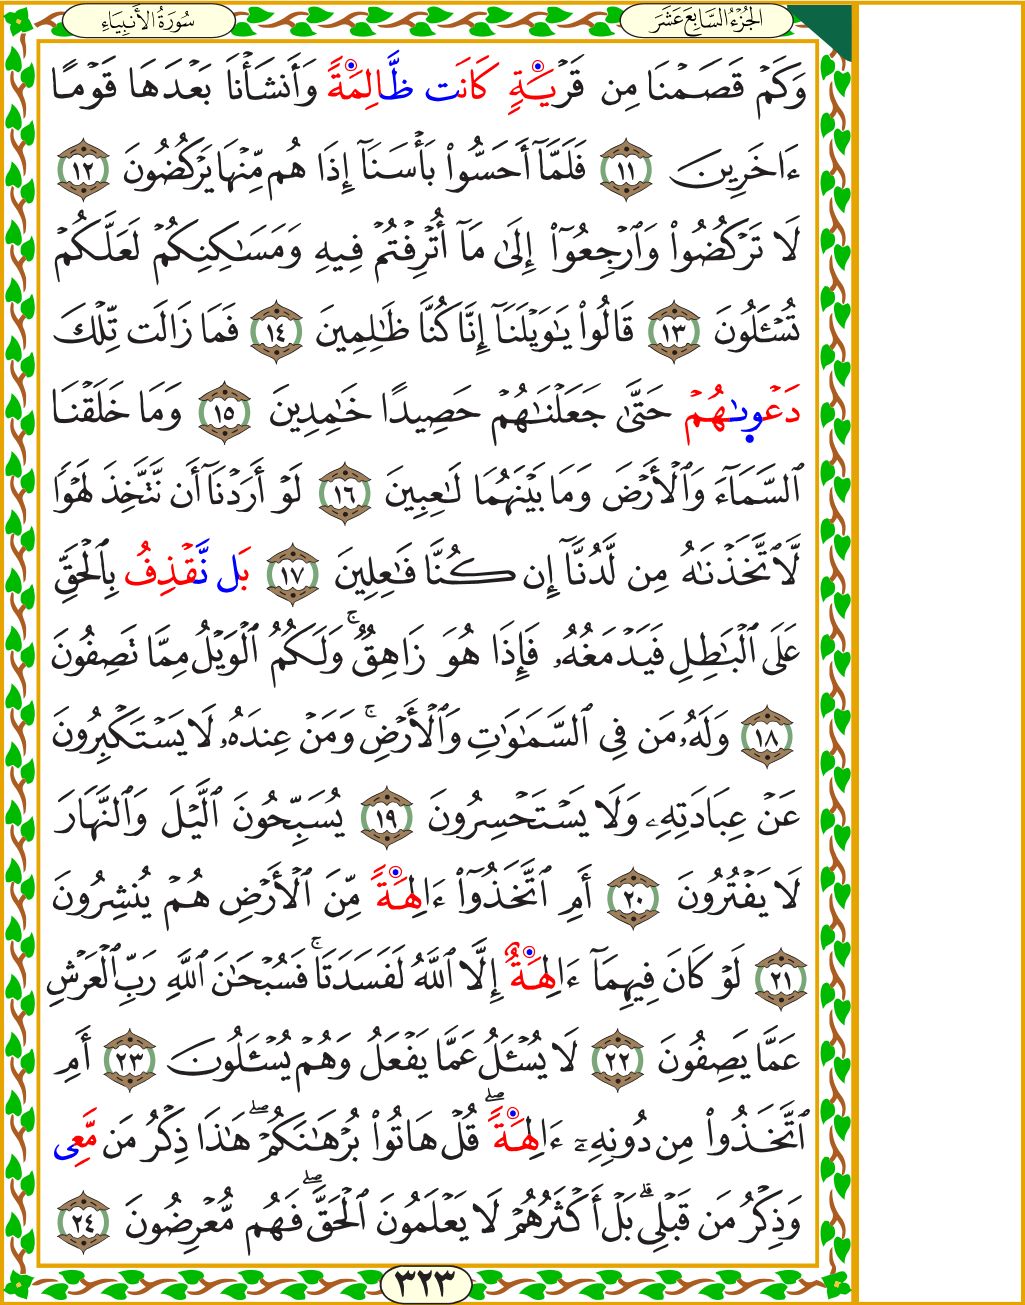 الجُزْءُ السَّابِعَ عَشَرَ
سُورَةُ الأَنبِيَاءِ
وَكَمْ قَصَمْنَا مِن قَرْيَةٍ كَانَت ظَّالِمَةً وَأَنشَأْنَا بَعْدَهَا قَوْمًا
ءَاخَرِينَ ١١ فَلَمَّآ أَحَسُّواْ بَأْسَنَآ إِذَا هُم مِّنْهَا يَرْكُضُونَ ١٢
لَا تَرْكُضُواْ وَٱرْجِعُوٓاْ إِلَىٰ مَآ أُتْرِفْتُمْ فِيهِ وَمَسَٰكِنِكُمْ لَعَلَّكُمْ
تُسْـَٔلُونَ ١٣ قَالُواْ يَٰوَيْلَنَآ إِنَّا كُنَّا ظَٰلِمِينَ ١٤ فَمَا زَالَت تِّلْكَ
دَعْوٜىٰهُمْ حَتَّىٰ جَعَلْنَٰهُمْ حَصِيدًا خَٰمِدِينَ ١٥ وَمَا خَلَقْنَا
ٱلسَّمَآءَ وَٱلْأَرْضَ وَمَا بَيْنَهُمَا لَٰعِبِينَ ١٦ لَوْ أَرَدْنَآ أَن نَّتَّخِذَ لَهْوًا
لَّٱتَّخَذْنَٰهُ مِن لَّدُنَّآ إِن كُنَّا فَٰعِلِينَ ١٧ بَل نَّقْذِفُ بِٱلْحَقِّ
عَلَى ٱلْبَٰطِلِ فَيَدْمَغُهُۥ فَإِذَا هُوَ زَاهِقٌۚ وَلَكُمُ ٱلْوَيْلُ مِمَّا تَصِفُونَ
١٨ وَلَهُۥ مَن فِي ٱلسَّمَٰوَٰتِ وَٱلْأَرْضِۚ وَمَنْ عِندَهُۥ لَا يَسْتَكْبِرُونَ
عَنْ عِبَادَتِهِۦ وَلَا يَسْتَحْسِرُونَ ١٩ يُسَبِّحُونَ ٱلَّيْلَ وَٱلنَّهَارَ
لَا يَفْتُرُونَ ٢٠ أَمِ ٱتَّخَذُوٓاْ ءَالِهَةً مِّنَ ٱلْأَرْضِ هُمْ يُنشِرُونَ
٢١ لَوْ كَانَ فِيهِمَآ ءَالِهَةٌ إِلَّا ٱللَّهُ لَفَسَدَتَاۚ فَسُبْحَٰنَ ٱللَّهِ رَبِّ ٱلْعَرْشِ
عَمَّا يَصِفُونَ ٢٢ لَا يُسْـَٔلُ عَمَّا يَفْعَلُ وَهُمْ يُسْـَٔلُونَ ٢٣ أَمِ
ٱتَّخَذُواْ مِن دُونِهِۦٓ ءَالِهَةًۖ قُلْ هَاتُواْ بُرْهَٰنَكُمْۖ هَٰذَا ذِكْرُ مَن مَّعِى
وَذِكْرُ مَن قَبْلِيۗ بَلْ أَكْثَرُهُمْ لَا يَعْلَمُونَ ٱلْحَقَّۖ فَهُم مُّعْرِضُونَ ٢٤
٣٢٣